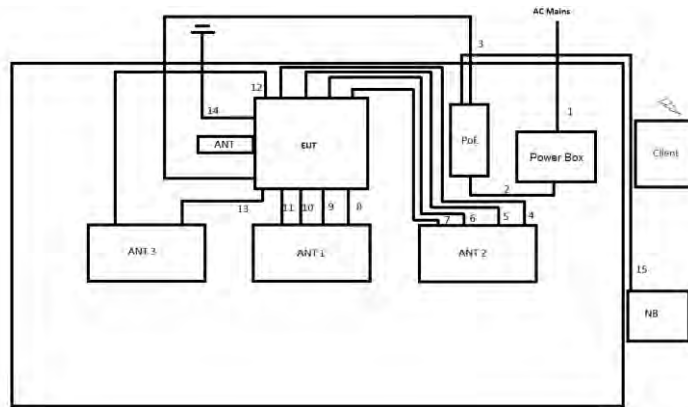 AC Mains
3
12
14
1
ANT
EUT
PoE
Power Box
Client
2
13
11
10
9
8
7
6
5
4
ANT 3
ANT 1
ANT 2
15
NB